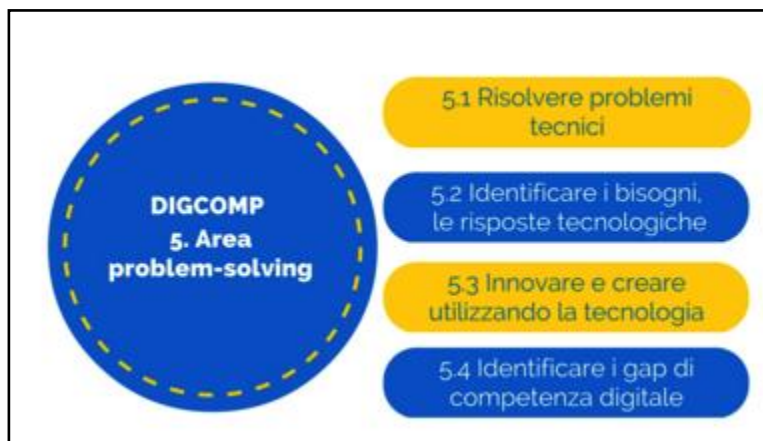 DIGCOMP
5. Area
problem-solving
5.1 Risolvere problemi
tecnici
5.2 Identificare i bisogni,
le risposte tecnologiche
5.3 Innovare e creare
utilizzando la tecnologia
5.4 Identificare i gap di
competenza digitale